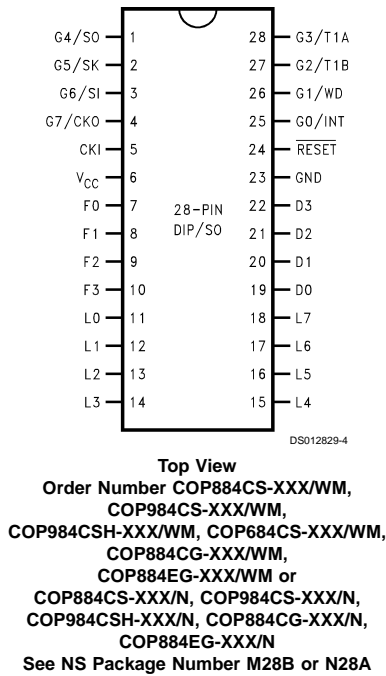 G4/SO 1 28 G3/T1A
G5/SK 2 27 G2/T1B
G6/SI 3 26 G1/WD
G7/CKO 4 25 G0/INT
CKI 5 24 RESET
VCC 6 23 GND
F0 7 28-PIN 22 D3
F1 8 DIP/SO 21 D2
F2 9 20 D1
F3 10 19 D0
L0 11 18 L7
L1 12 17 L6
L2 13 16 L5
L3 14 15 L4
DS012829-4
Top View
Order Number COP884CS-XXX/WM,
COP984CS-XXX/WM,
COP984CSH-XXX/WM, COP684CS-XXX/WM,
COP884CG-XXX/WM,
COP884EG-XXX/WM or
COP884CS-XXX/N, COP984CS-XXX/N,
COP984CSH-XXX/N, COP884CG-XXX/N,
COP884EG-XXX/N
See NS Package Number M28B or N28A